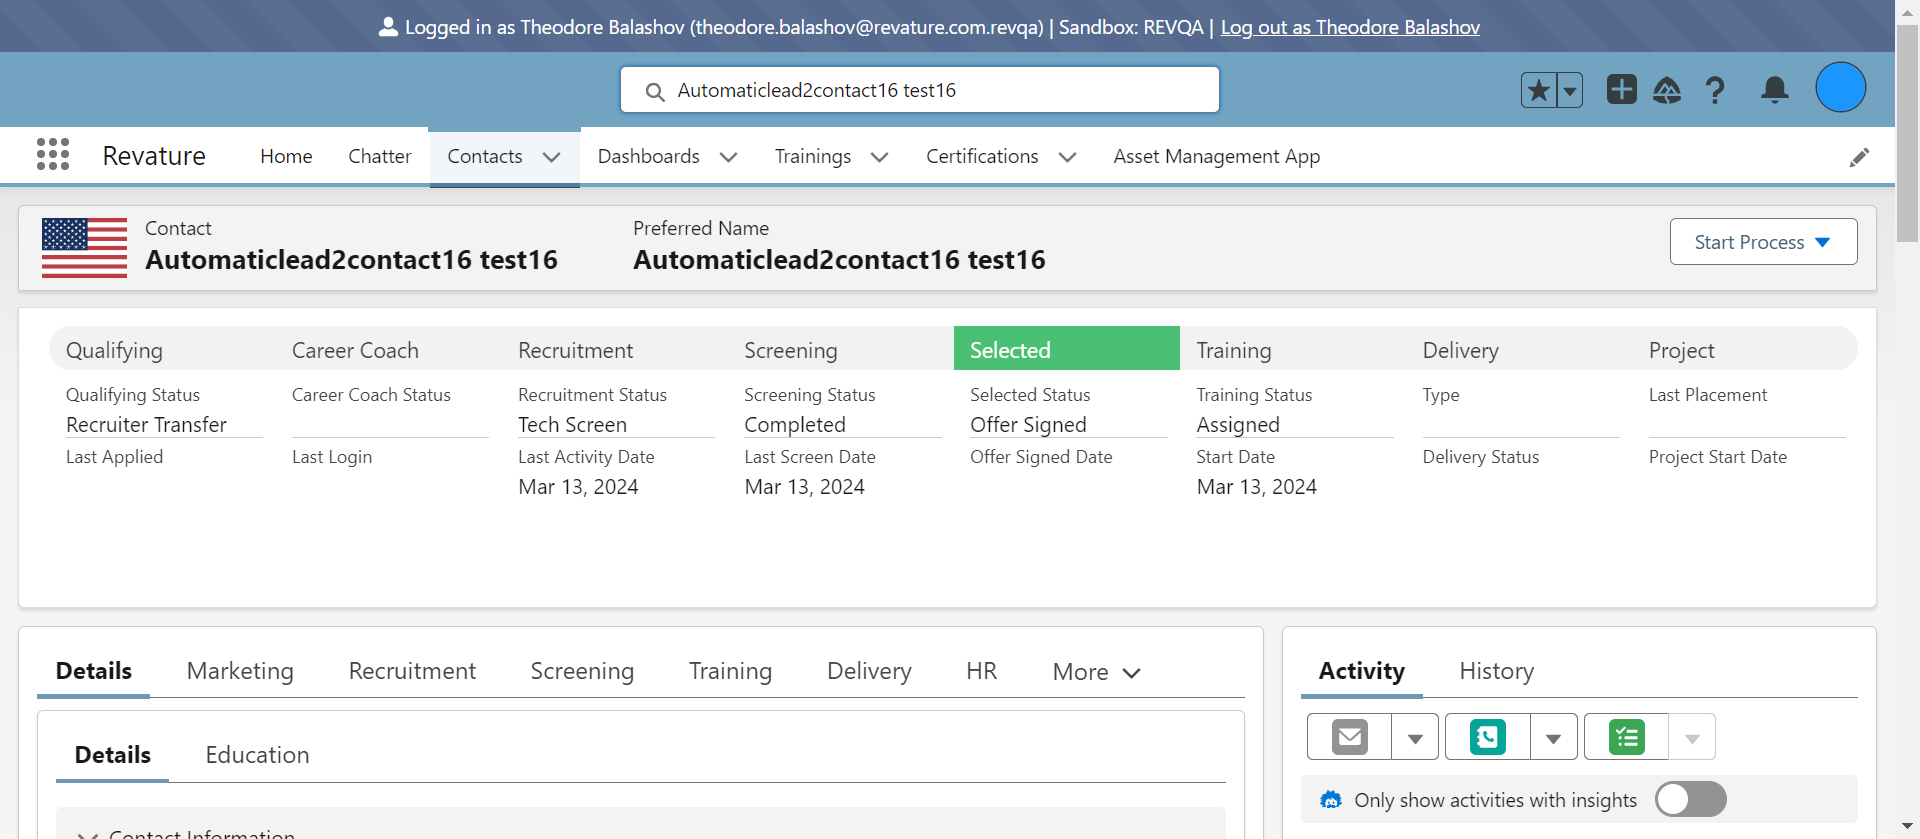 Logged in as Theodore Balashov (theodore.balashov@revature.com.revqa) | Sandbox: REVQA | Log out as Theodore Balashov
Automaticlead2contact16 test16
Revature Home Chatter Contacts Dashboards Trainings Certifications Asset Management App
Contact
Automaticlead2contact16 test16
Preferred Name
Automaticlead2contact16 test16
Start Process
Qualifying Career Coach Recruitment Screening Selected Training Delivery Project
Qualifying Status Career Coach Status Recruitment Status Screening Status Selected Status Training Status Type Last Placement
Recruiter Transfer Tech Screen Completed Offer Signed Assigned
Last Applied Last Login Last Activity Date Last Screen Date Offer Signed Date Start Date Delivery Status Project Start Date
Mar 13, 2024 Mar 13, 2024 Mar 13, 2024
Details Marketing Recruitment Screening Training Delivery HR More
Details Education
Contact Information
Activity History
Only show activities with insights